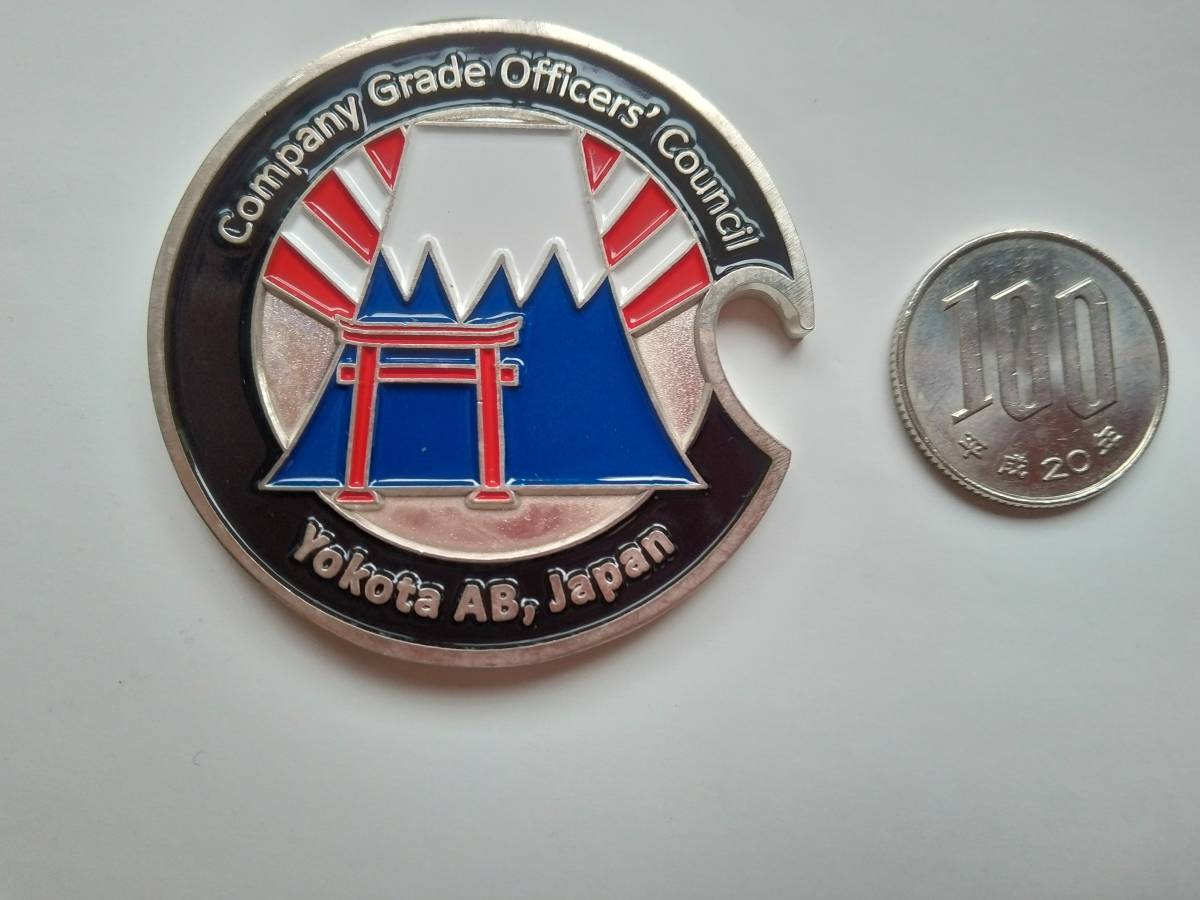 Company Grade Officers' Council
Yokota AB, Japan
100
平成20年